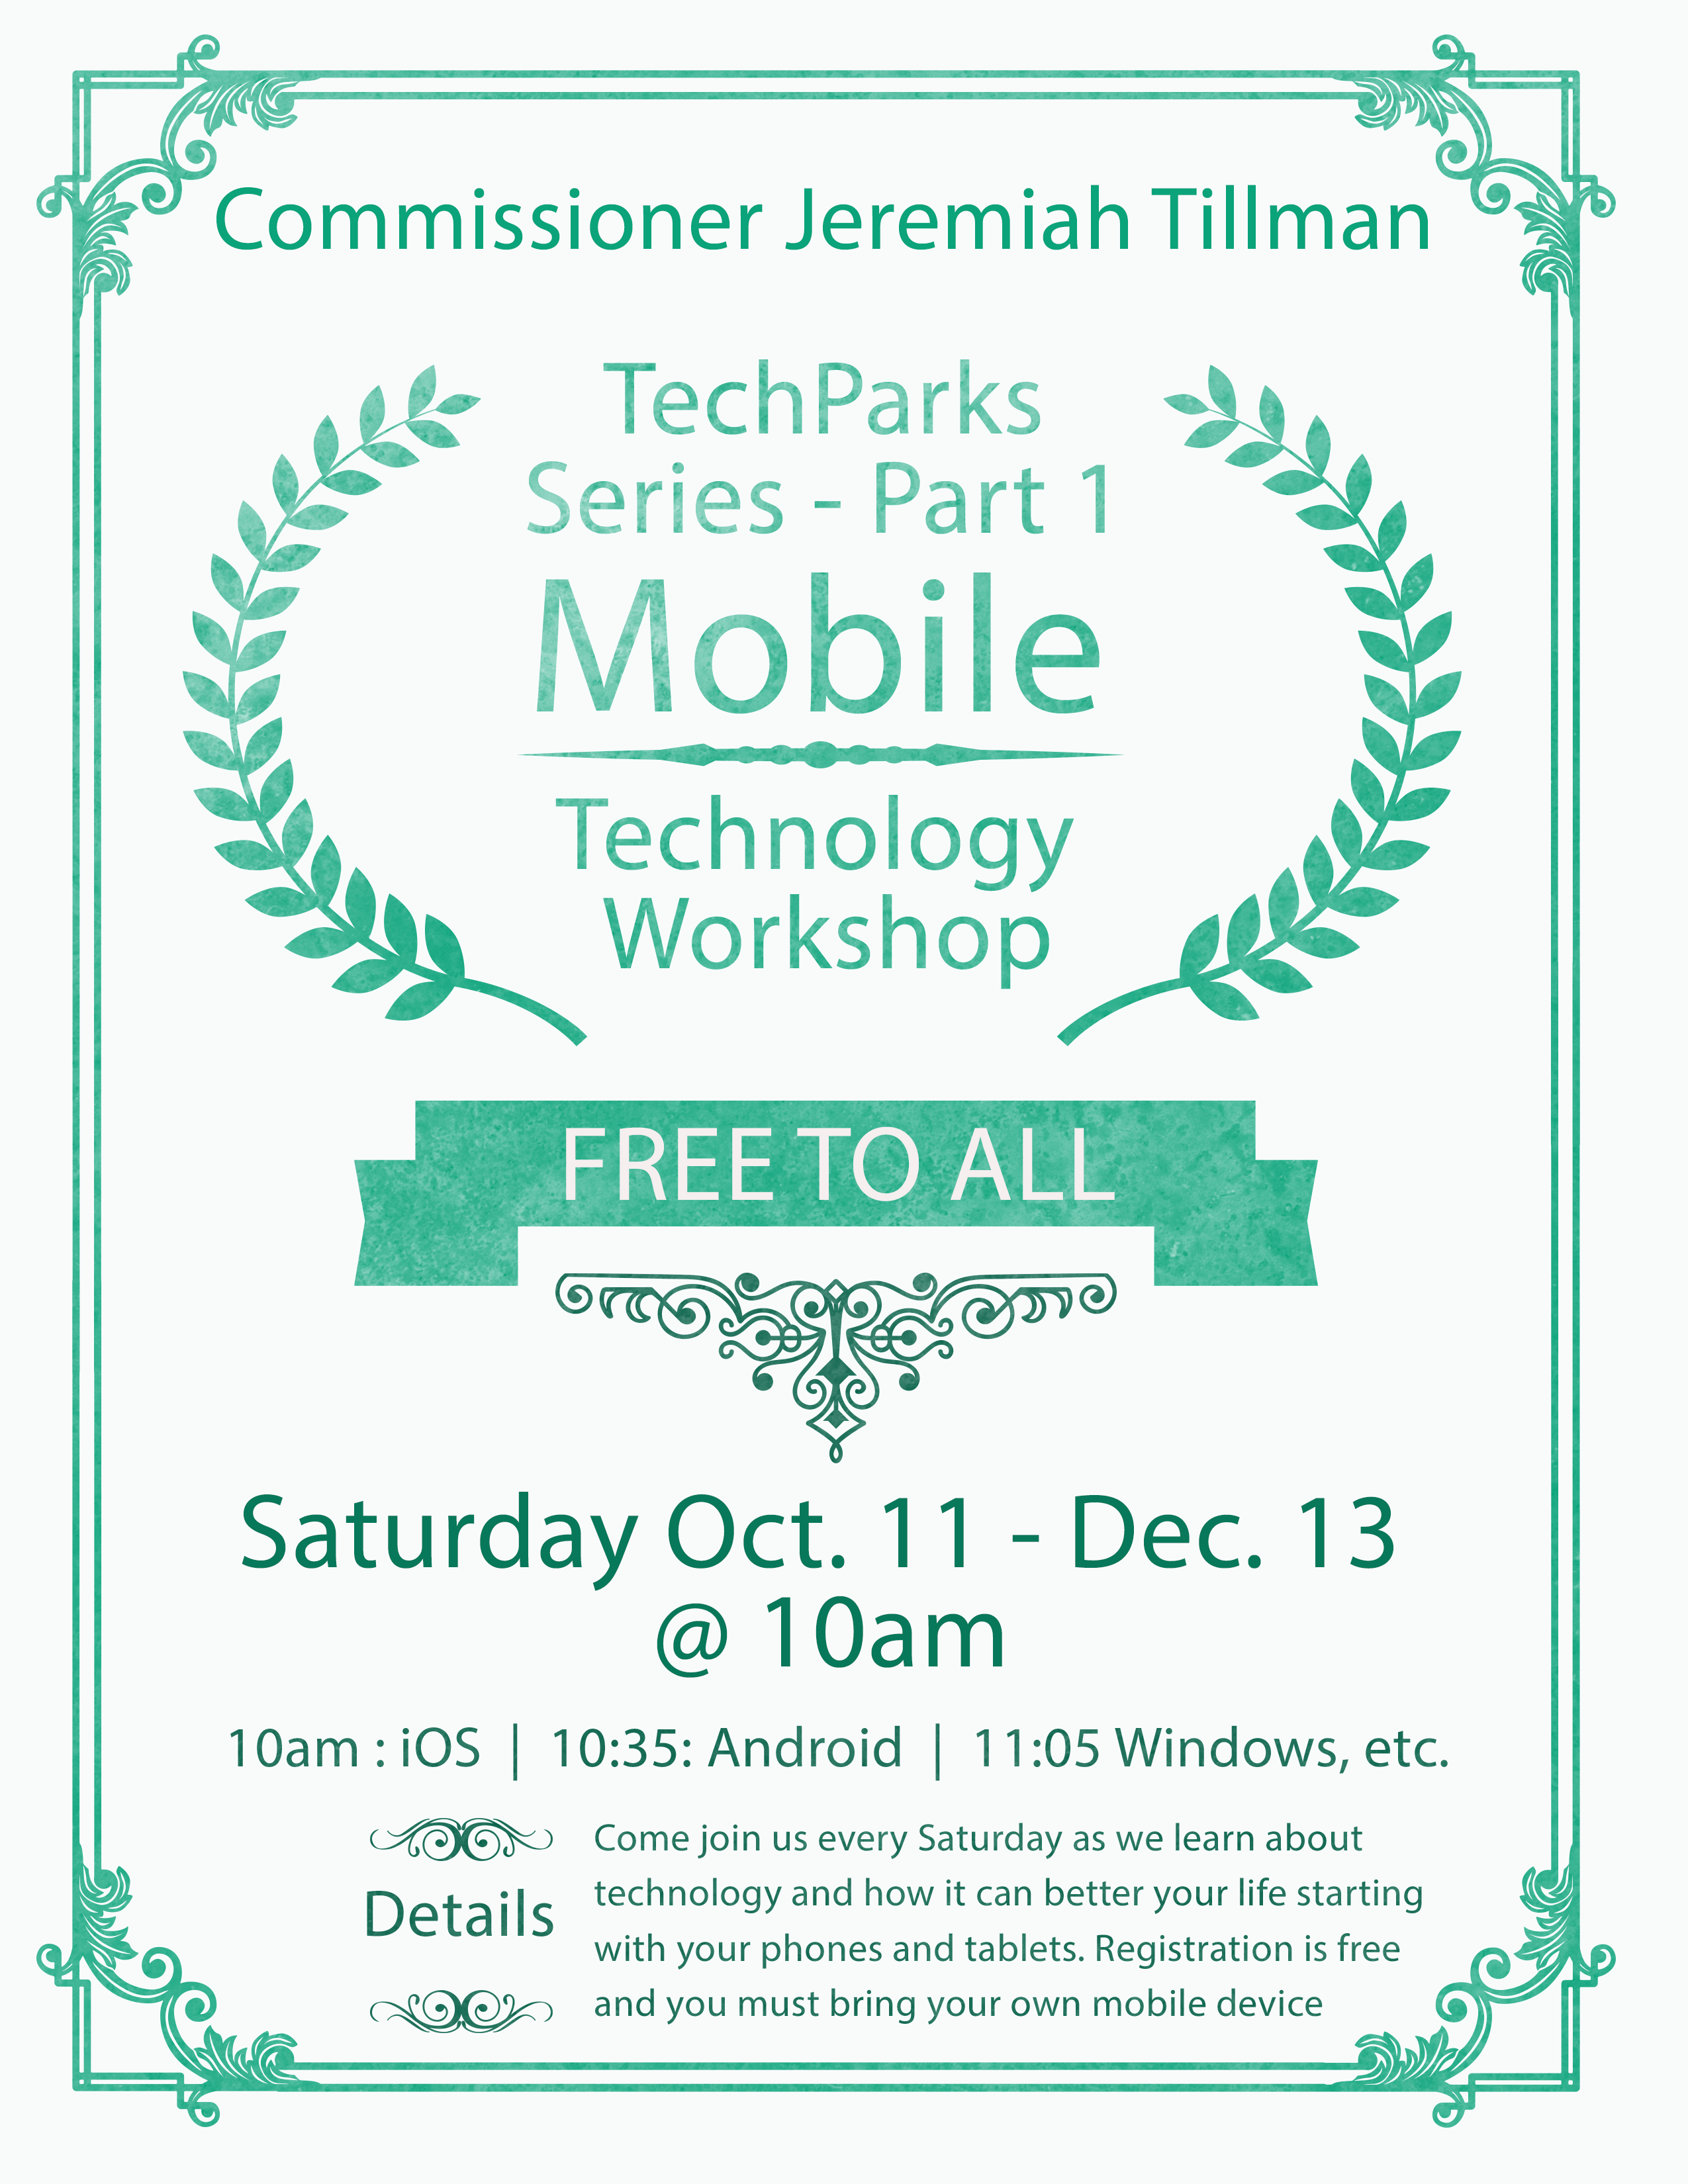 Commissioner Jeremiah Tillman
TechParks
Series - Part 1
Mobile
Technology
Workshop
FREE TO ALL
Saturday Oct. 11 - Dec. 13
@ 10am
10am : iOS | 10:35: Android | 11:05 Windows, etc.
Details
Come join us every Saturday as we learn about
technology and how it can better your life starting
with your phones and tablets. Registration is free
and you must bring your own mobile device